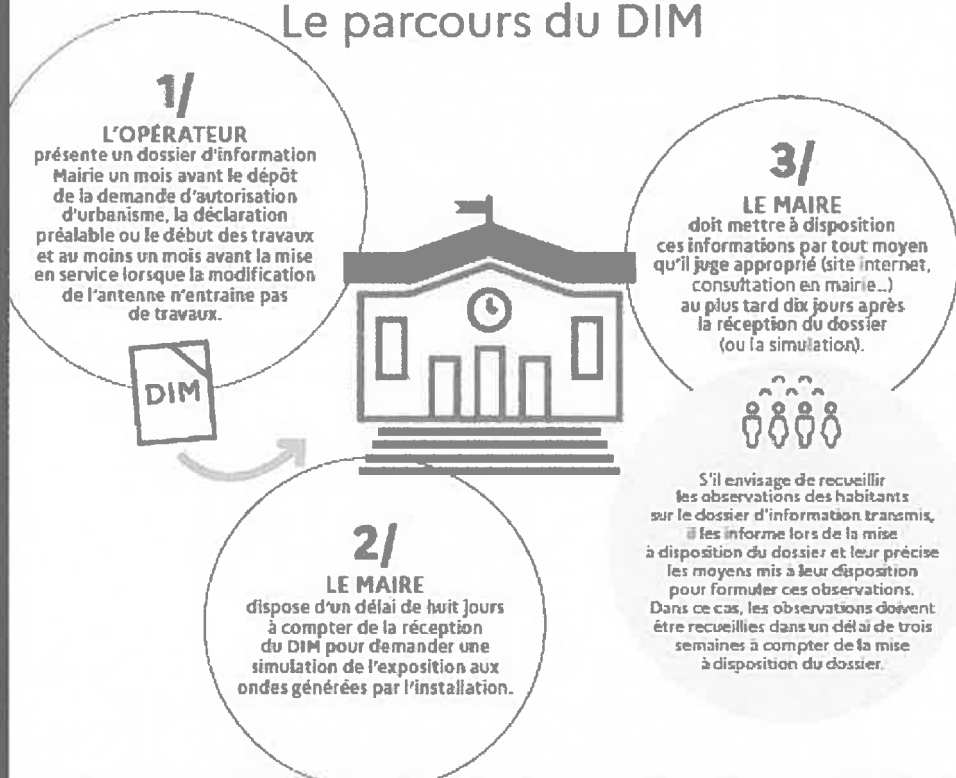 Le parcours du DIM
1/
L'OPÉRATEUR
présente un dossier d'information
Mairie un mois avant le dépôt
de la demande d'autorisation
d'urbanisme, la déclaration
préalable ou le début des travaux
et au moins un mois avant la mise
en service lorsque la modification
de l'antenne n'entraine pas
de travaux.
DIM
2/
LE MAIRE
dispose d'un délai de huit jours
à compter de la réception
du DIM pour demander une
simulation de l'exposition aux
ondes générées par l'installation.
3/
LE MAIRE
doit mettre à disposition
ces informations par tout moyen
qu'il juge approprié (site internet,
consultation en mairie...)
au plus tard dix jours après
la réception du dossier
(ou la simulation).
S'il envisage de recueillir
les observations des habitants
sur le dossier d'information transmis,
il les informe lors de la mise
à disposition du dossier et leur précise
les moyens mis à leur disposition
pour formuler ces observations.
Dans ce cas, les observations doivent
être recueillies dans un délai de trois
semaines à compter de la mise
à disposition du dossier.